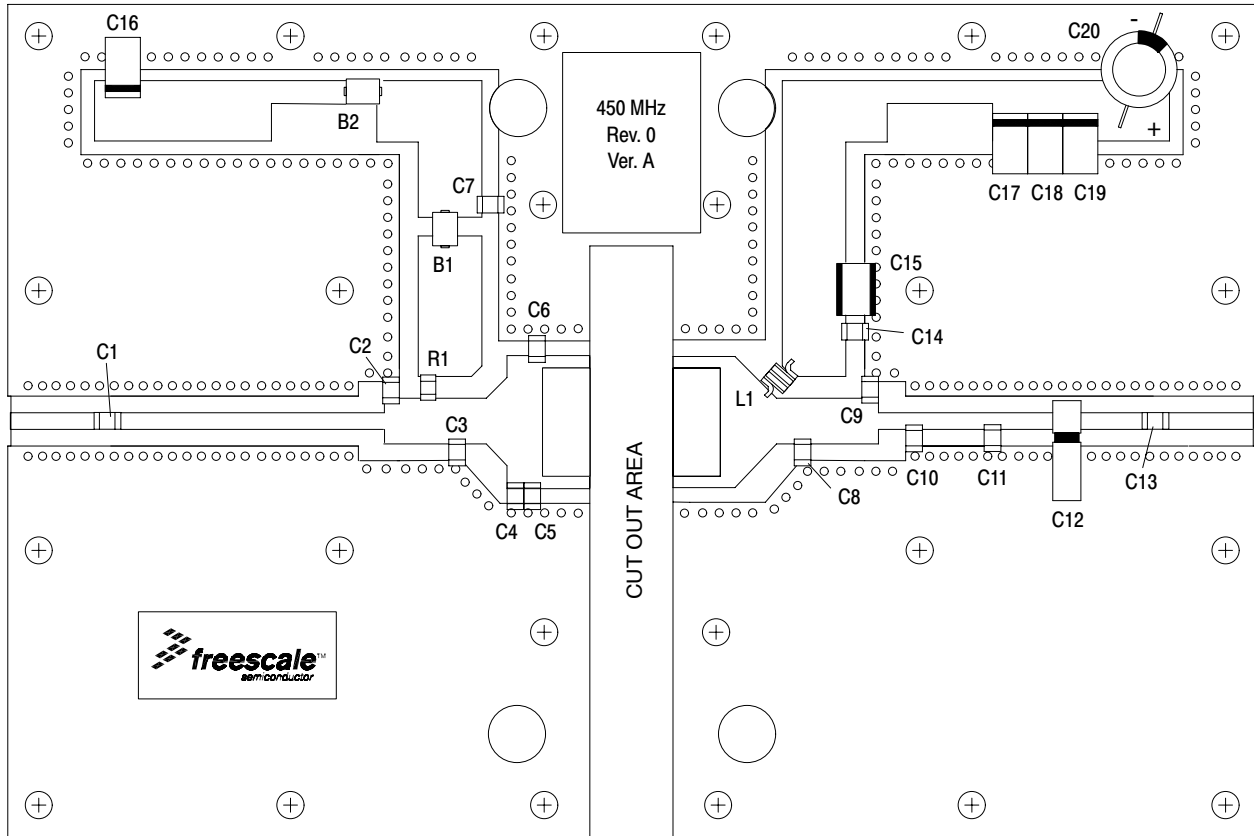 C16
C20
-
+
B2
450 MHz
Rev. 0
Ver. A
C7
C17 C18 C19
B1
C15
C6
C14
C2
R1
C1
L1
C9
C3
C10
C11
C13
C8
C4 C5
C12
CUT OUT AREA
freescale™
semiconductor